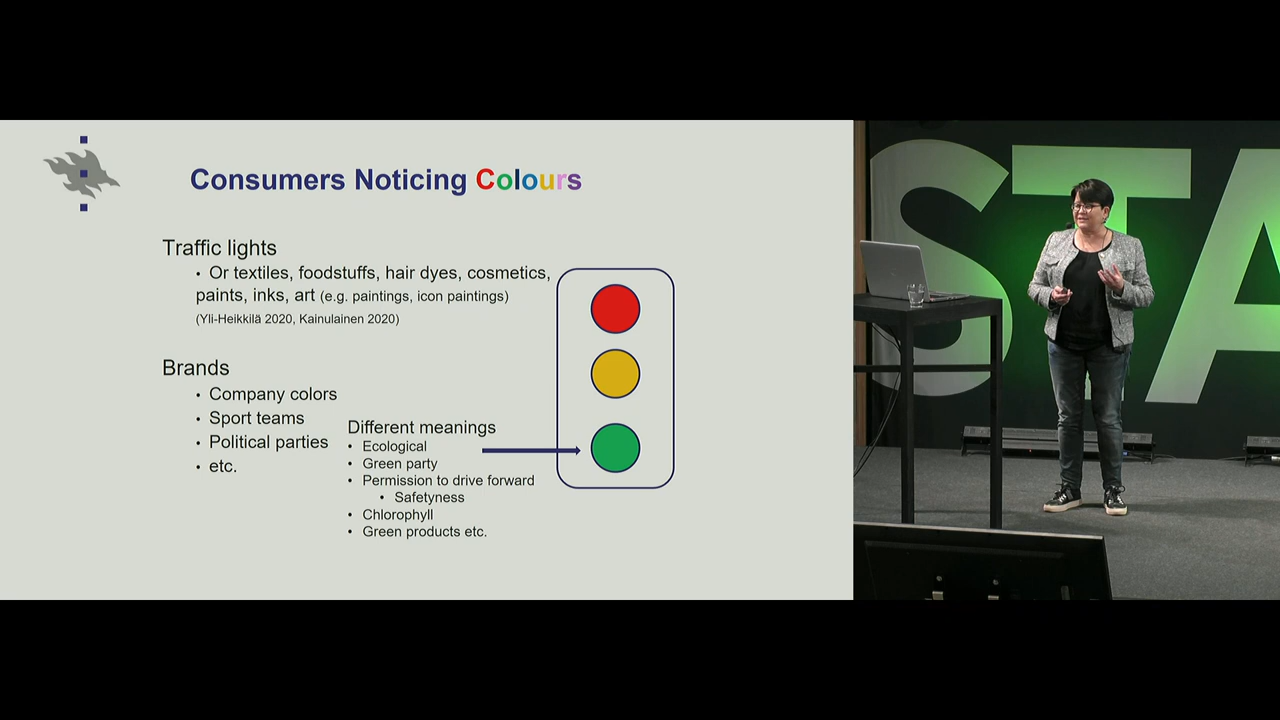 Consumers Noticing Colours
Traffic lights
• Or textiles, foodstuffs, hair dyes, cosmetics,
paints, inks, art (e.g. paintings, icon paintings)
(Yli-Heikkilä 2020, Kainulainen 2020)
Brands
• Company colors
• Sport teams
• Political parties
• etc.
Different meanings
• Ecological
• Green party
• Permission to drive forward
• Safetyness
• Chlorophyll
• Green products etc.
STA